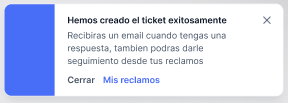 Hemos creado el ticket exitosamente
Recibiras un email cuando tengas una
respuesta, tambien podras darle
seguimiento desde tus reclamos
Cerrar Mis reclamos